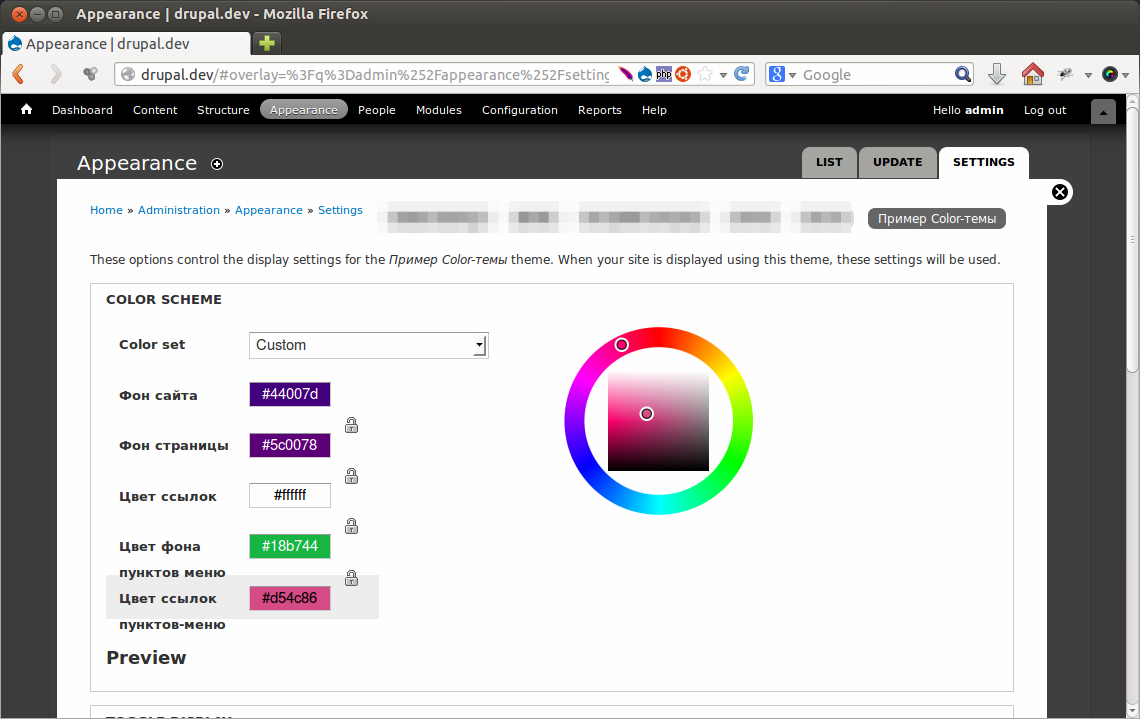 Appearance | drupal.dev - Mozilla Firefox
Appearance | drupal.dev
drupal.dev/#overlay=%3Fq%3Dadmin%252Fappearance%252Fsetting
php
8 Google
Dashboard Content Structure Appearance People Modules Configuration Reports Help Hello admin Log out
Appearance
LIST UPDATE SETTINGS
Home » Administration » Appearance » Settings
Пример Color-темы
These options control the display settings for the Пример Color-темы theme. When your site is displayed using this theme, these settings will be used.
COLOR SCHEME
Color set Custom
Фон сайта #44007d
Фон страницы #5c0078
Цвет ссылок #ffffff
Цвет фона пунктов меню #18b744
Цвет ссылок пунктов-меню #d54c86
Preview
TOGGLE DISPLAY